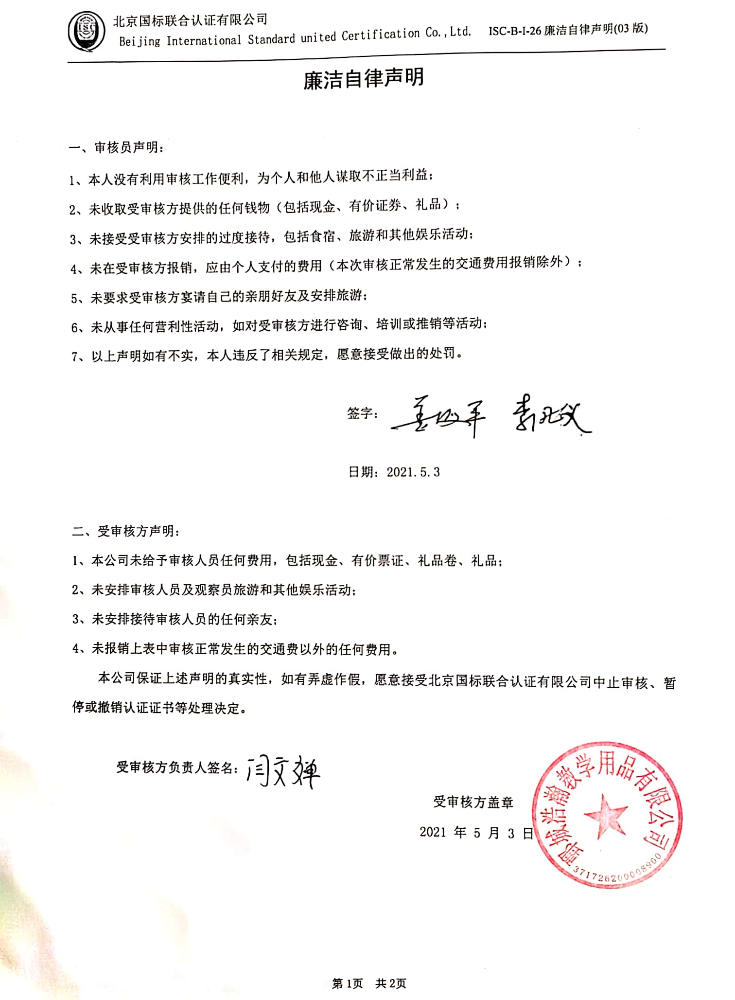 北京国标联合认证有限公司
Beijing International Standard united Certification Co.,Ltd. ISC-B-I-26 廉洁自律声明(03 版)
ISC
廉洁自律声明
一、审核员声明：
1、本人没有利用审核工作便利，为个人和他人谋取不正当利益；
2、未收取受审核方提供的任何钱物（包括现金、有价证券、礼品）；
3、未接受受审核方安排的过度接待，包括食宿、旅游和其他娱乐活动；
4、未在受审核方报销，应由个人支付的费用（本次审核正常发生的交通费用报销除外）；
5、未要求受审核方宴请自己的亲朋好友及安排旅游；
6、未从事任何营利性活动，如对受审核方进行咨询、培训或推销等活动；
7、以上声明如有不实，本人违反了相关规定，愿意接受做出的处罚。
签字：
日期：2021.5.3
二、受审核方声明：
1、本公司未给予审核人员任何费用，包括现金、有价票证、礼品卷、礼品；
2、未安排审核人员及观察员旅游和其他娱乐活动；
3、未安排接待审核人员的任何亲友；
4、未报销上表中审核正常发生的交通费以外的任何费用。
本公司保证上述声明的真实性，如有弄虚作假，愿意接受北京国标联合认证有限公司中止审核、暂
停或撤销认证证书等处理决定。
受审核方负责人签名：闫文婵
受审核方盖章
2021 年 5 月 3 日
鄄城浩瀚教学用品有限公司
371726200008900
第 1页 共 2页